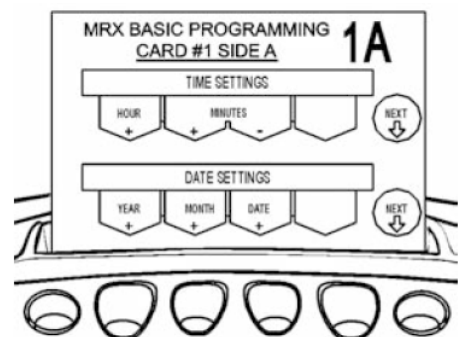 MRX BASIC PROGRAMMING 1A
CARD #1 SIDE A
TIME SETTINGS
HOUR MINUTES NEXT
+ + -
DATE SETTINGS
YEAR MONTH DATE NEXT
+ + +